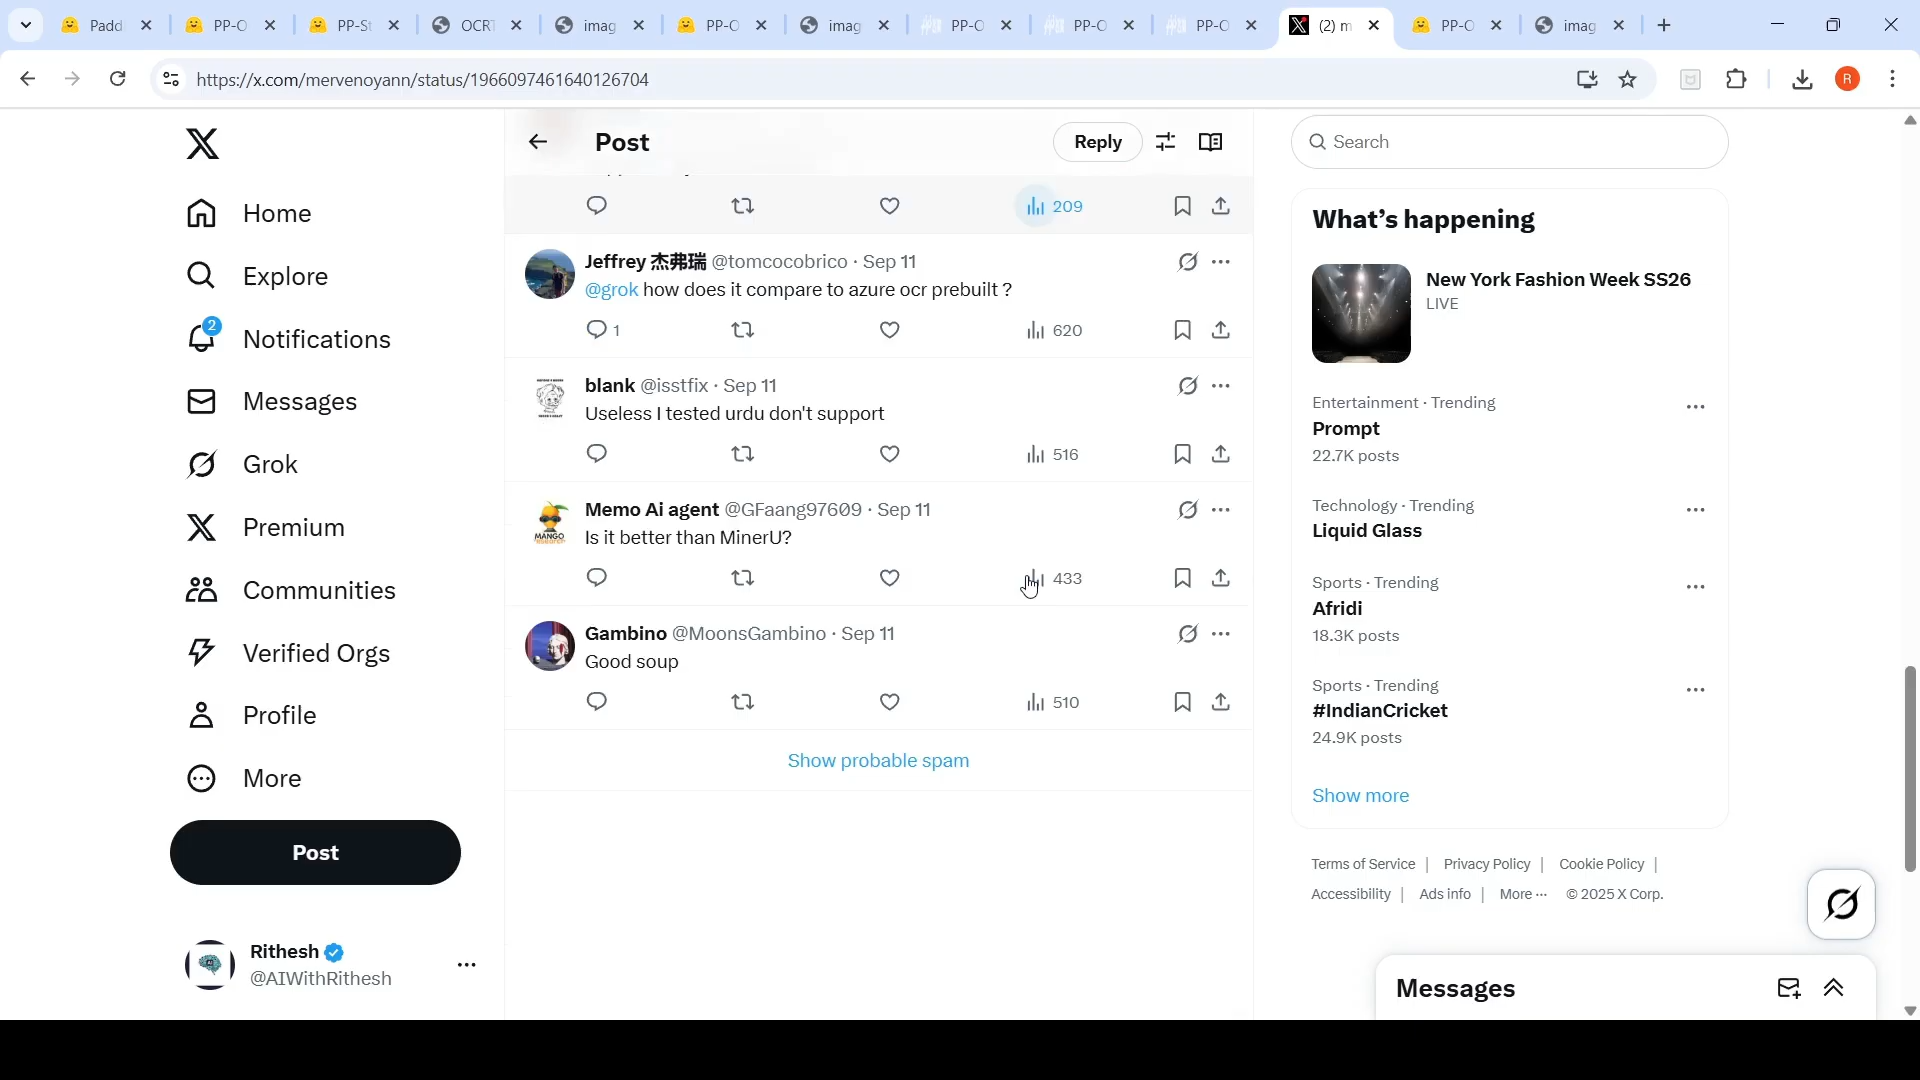 Padd
PP-O
PP-St
OCR
imag
PP-O
imag
PP-O
PP-O
PP-O
(2) m
PP-O
imag
https://x.com/mervenoyann/status/1966097461640126704
R
Home
Explore
2
Notifications
Messages
Grok
Premium
Communities
Verified Orgs
Profile
More
Post
Rithesh
@AIWithRithesh
Post
Reply
209
Jeffrey 杰弗瑞 @tomcocobrico · Sep 11
@grok how does it compare to azure ocr prebuilt ?
1
620
blank @isstfix · Sep 11
Useless I tested urdu don't support
516
MANGO
Memo Ai agent @GFaang97609 · Sep 11
Is it better than MinerU?
433
Gambino @MoonsGambino · Sep 11
Good soup
510
Show probable spam
Search
What's happening
New York Fashion Week SS26
LIVE
Entertainment · Trending
Prompt
22.7K posts
Technology · Trending
Liquid Glass
Sports · Trending
Afridi
18.3K posts
Sports · Trending
#IndianCricket
24.9K posts
Show more
Terms of Service | Privacy Policy | Cookie Policy |
Accessibility | Ads info | More ··· © 2025 X Corp.
Messages